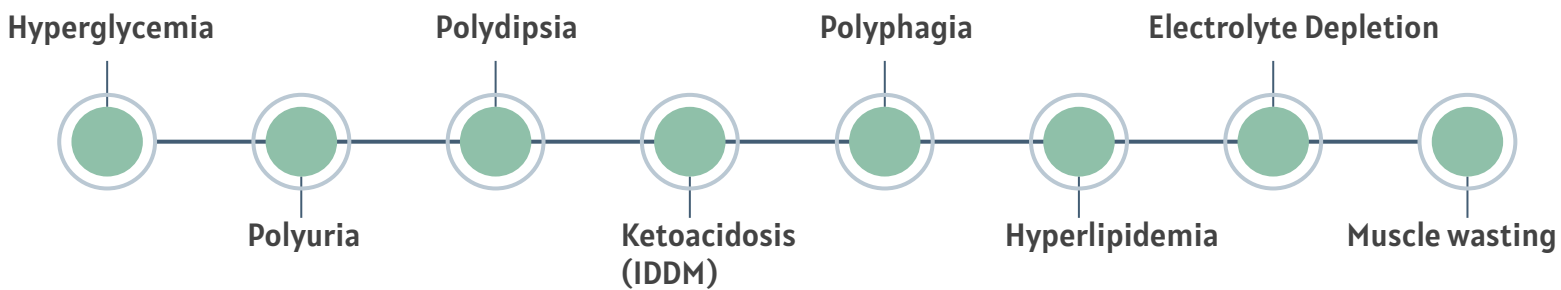 Hyperglycemia
Polyuria
Polydipsia
Ketoacidosis
(IDDM)
Polyphagia
Hyperlipidemia
Electrolyte Depletion
Muscle wasting